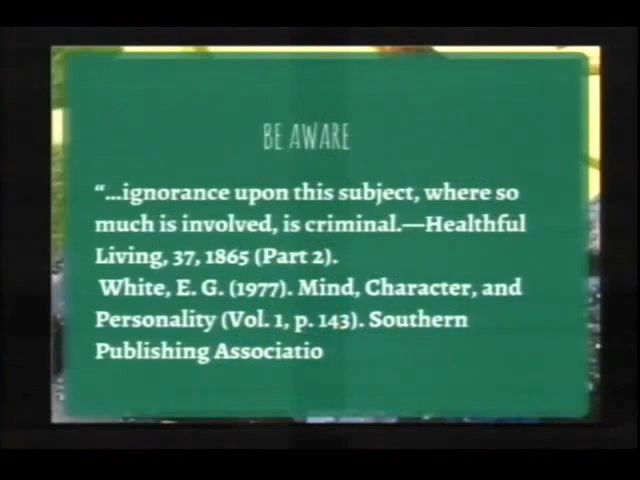 BE AWARE
“...ignorance upon this subject, where so
much is involved, is criminal.—Healthful
Living, 37, 1865 (Part 2).
White, E. G. (1977). Mind, Character, and
Personality (Vol. 1, p. 143). Southern
Publishing Associatio